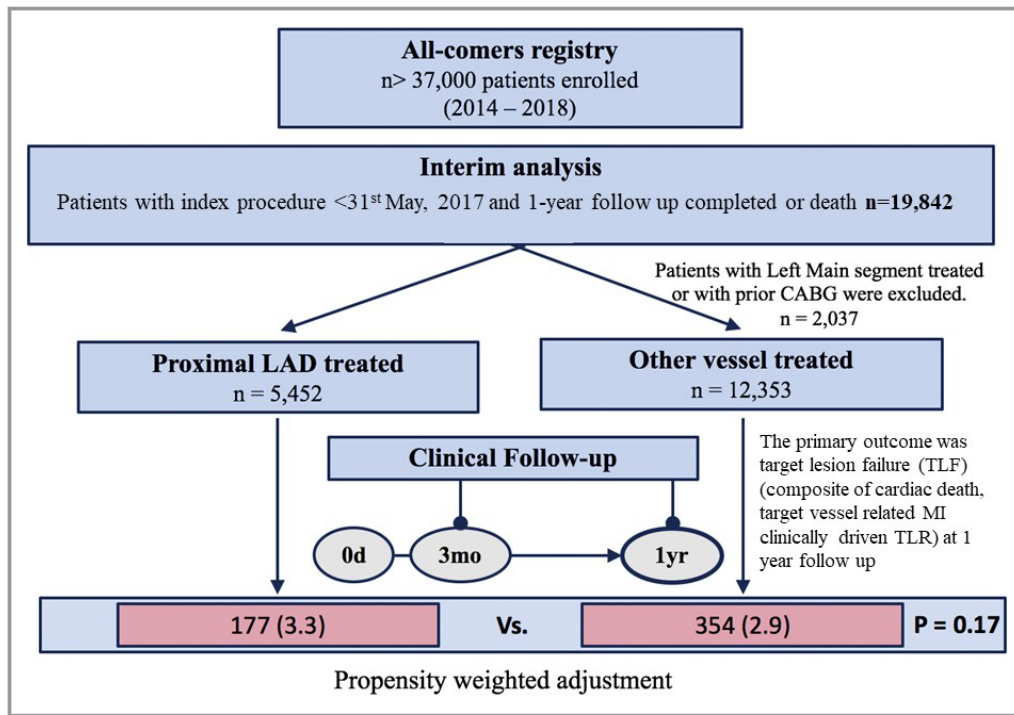 All-comers registry
n> 37,000 patients enrolled
(2014 – 2018)
Interim analysis
Patients with index procedure <31st May, 2017 and 1-year follow up completed or death n=19,842
Patients with Left Main segment treated
or with prior CABG were excluded.
n = 2,037
Proximal LAD treated
n = 5,452
Other vessel treated
n = 12,353
Clinical Follow-up
The primary outcome was
target lesion failure (TLF)
(composite of cardiac death,
target vessel related MI
clinically driven TLR) at 1
year follow up
0d
3mo
1yr
177 (3.3)
Vs.
354 (2.9)
P = 0.17
Propensity weighted adjustment